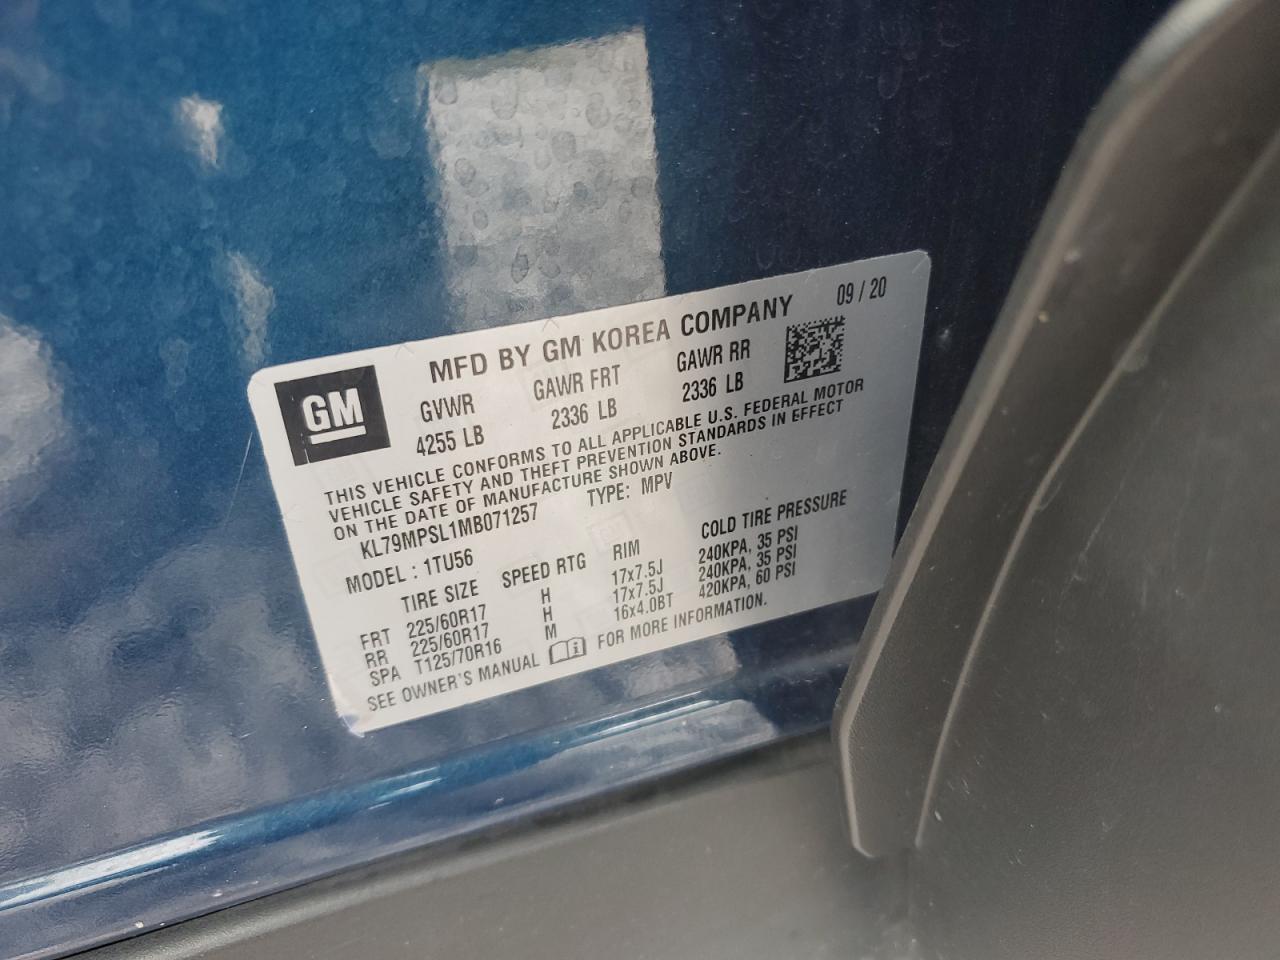 GM
MFD BY GM KOREA COMPANY 09 / 20
GVWR GAWR FRT GAWR RR
4255 LB 2336 LB 2336 LB
THIS VEHICLE CONFORMS TO ALL APPLICABLE U.S. FEDERAL MOTOR
VEHICLE SAFETY AND THEFT PREVENTION STANDARDS IN EFFECT
ON THE DATE OF MANUFACTURE SHOWN ABOVE.
KL79MPSL1MB071257 TYPE: MPV
MODEL : 1TU56
TIRE SIZE SPEED RTG RIM COLD TIRE PRESSURE
FRT 225/60R17 H 17x7.5J 240KPA, 35 PSI
RR 225/60R17 H 17x7.5J 240KPA, 35 PSI
SPA T125/70R16 M 16x4.0BT 420KPA, 60 PSI
SEE OWNER'S MANUAL FOR MORE INFORMATION.